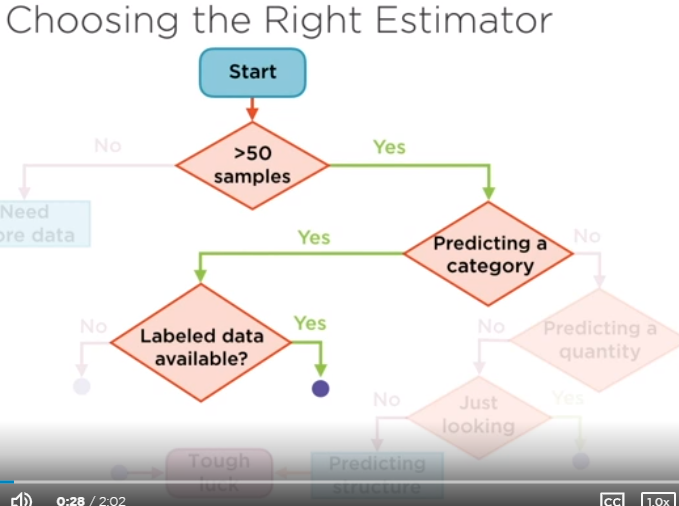 Choosing the Right Estimator
Start
No
Yes
>50
samples
Need
ore data
Yes
Predicting a
category
No
No
Labeled data
available?
Yes
No
Predicting a
quantity
No
Just
looking
Yes
Tough
luck
Predicting
structure
0:28 / 2:02
CC
1.0x